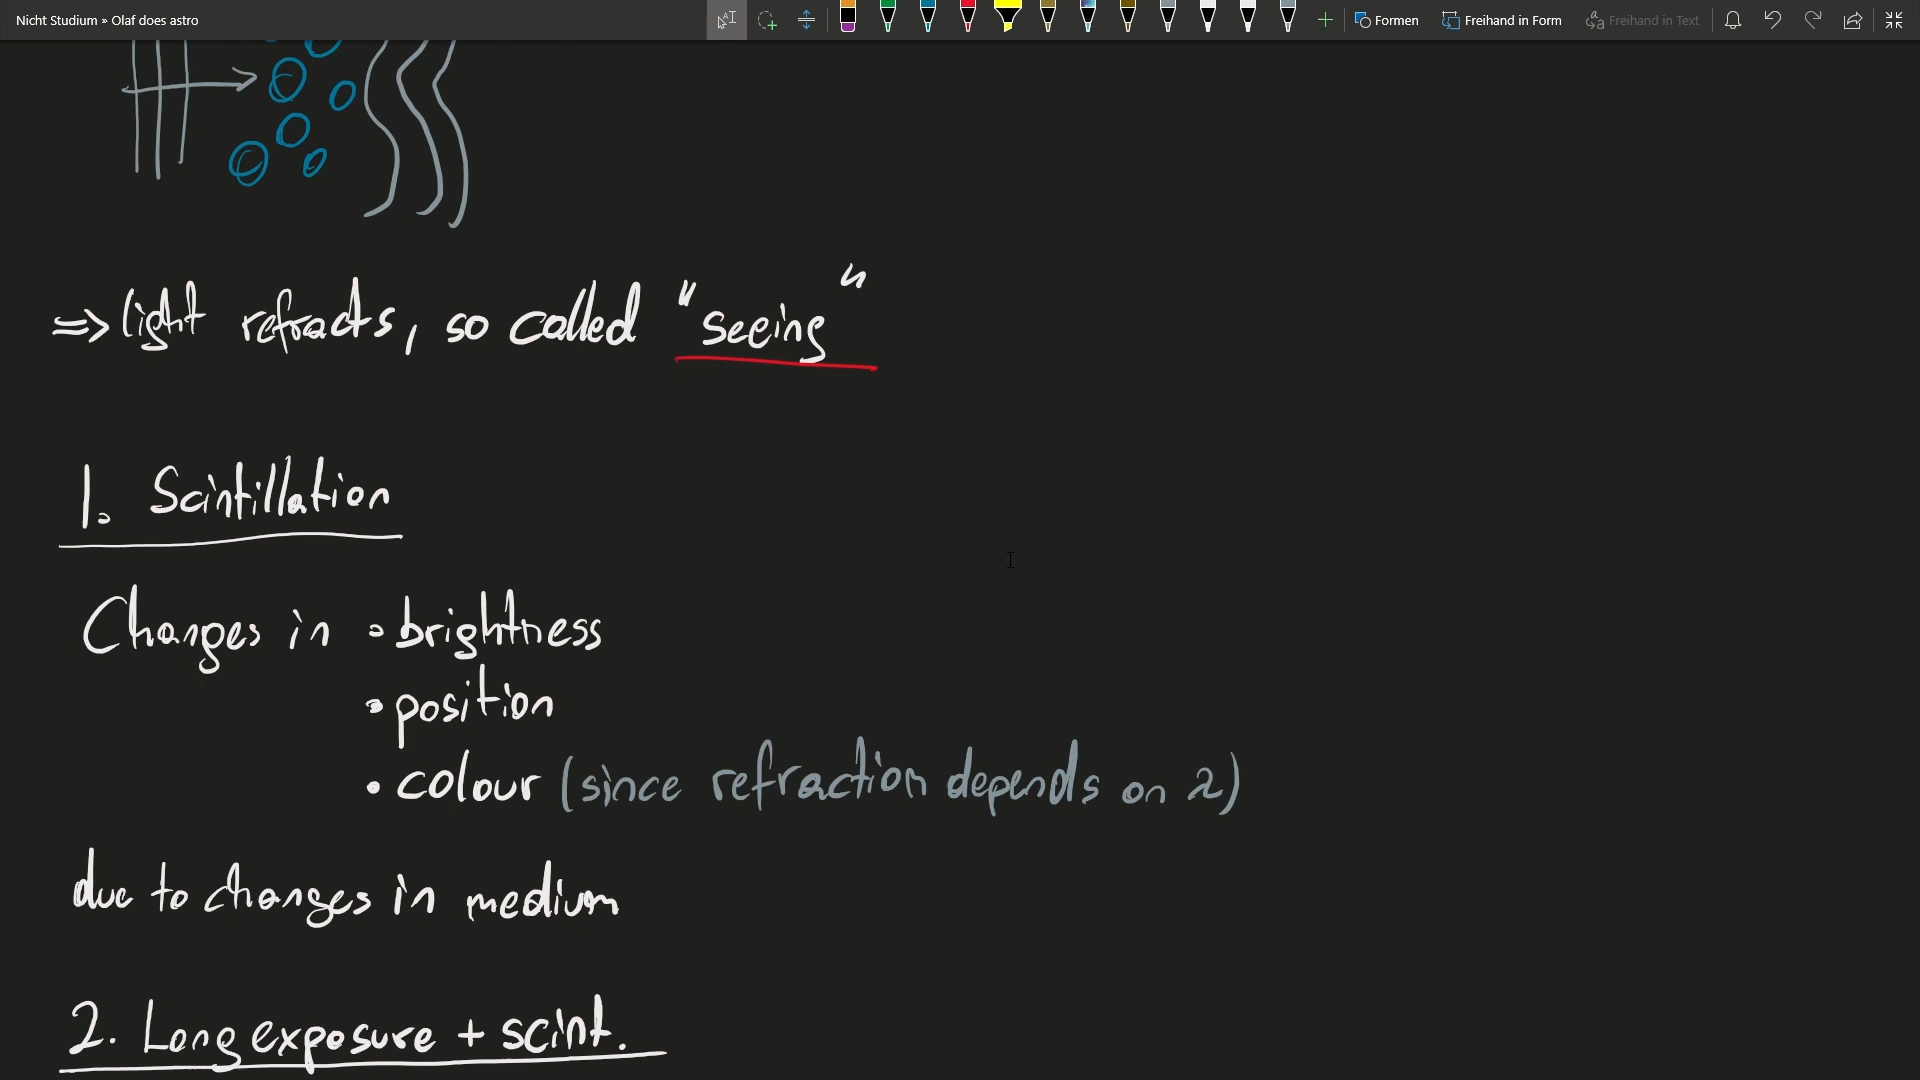 Nicht Studium » Olaf does astro
Formen
Freihand in Form
Freihand in Text
=> light refracts, so called "seeing"
1. Scintillation
Changes in • brightness
• position
• colour (since refraction depends on λ)
due to changes in medium
2. Long exposure + scint.